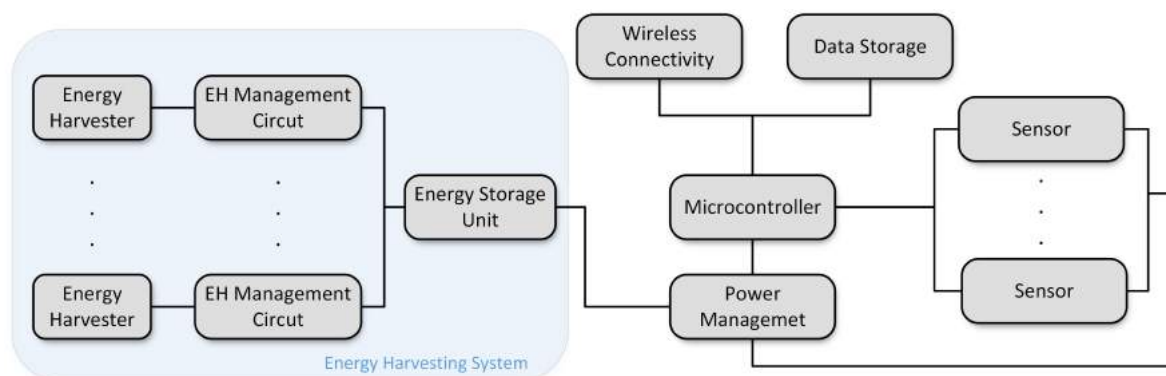 Wireless
Connectivity
Data Storage
Energy
Harvester
EH Management
Circut
Sensor
.
.
.
.
.
.
.
.
.
Energy Storage
Unit
Microcontroller
Energy
Harvester
EH Management
Circut
Power
Managemet
Sensor
Energy Harvesting System